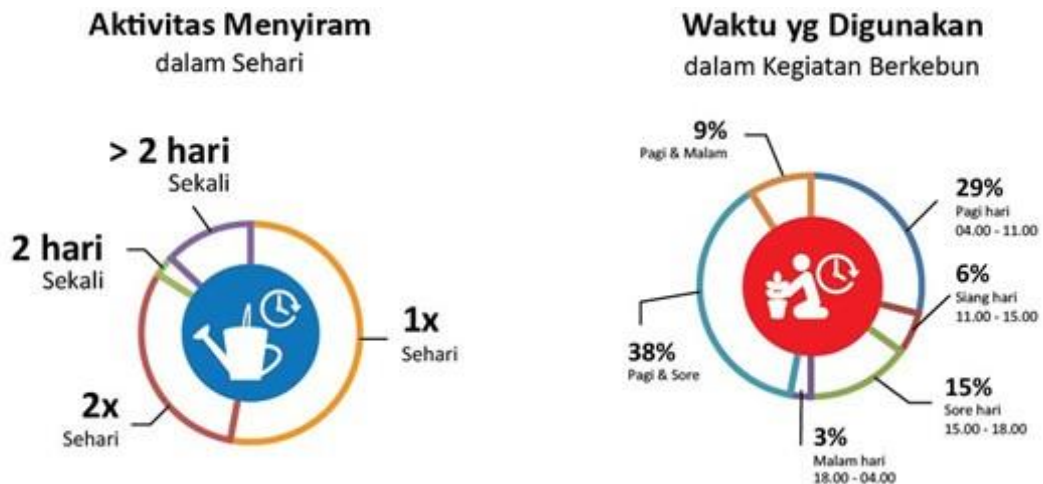 Aktivitas Menyiram
dalam Sehari
> 2 hari
Sekali
2 hari
Sekali
1x
Sehari
2x
Sehari
Waktu yg Digunakan
dalam Kegiatan Berkebun
9%
Pagi & Malam
29%
Pagi hari
04.00 - 11.00
6%
Siang hari
11.00 - 15.00
38%
Pagi & Sore
15%
Sore hari
15.00 - 18.00
3%
Malam hari
18.00 - 04.00